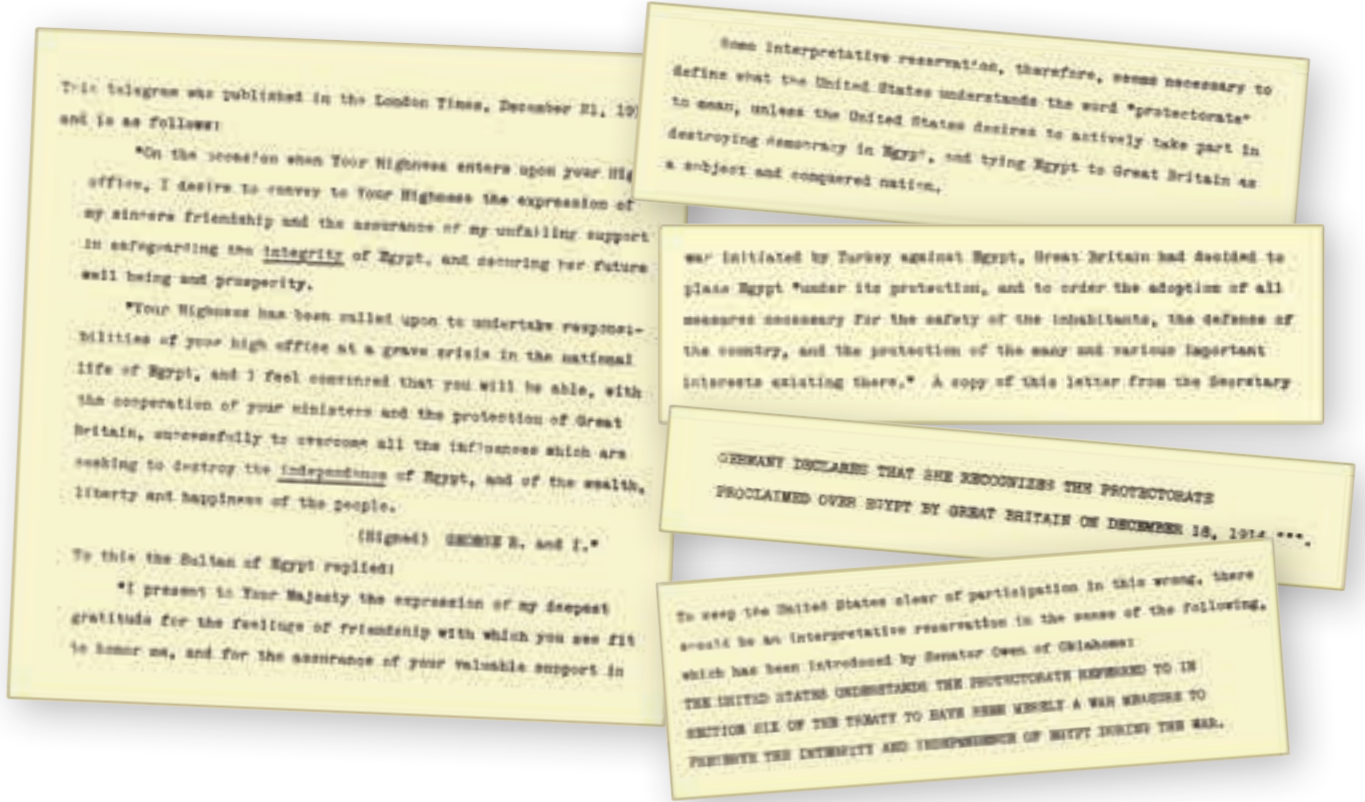 This telegram was published in the London Times, December 21, 19
and is as follows:
"On the occasion when Your Highness enters upon your Hig
office, I desire to convey to Your Highness the expression of
my sincere friendship and the assurance of my unfailing support
in safeguarding the integrity of Egypt, and securing her future
well being and prosperity.
"Your Highness has been called upon to undertake responsi-
bilities of your high office at a grave crisis in the national
life of Egypt, and I feel convinced that you will be able, with
the cooperation of your ministers and the protection of Great
Britain, successfully to overcome all the influences which are
seeking to destroy the independence of Egypt, and of the wealth,
liberty and happiness of the people.
(Signed) GEORGE R. and I."
To this the Sultan of Egypt replied:
"I present to Your Majesty the expression of my deepest
gratitude for the feelings of friendship with which you see fit
to honor me, and for the assurance of your valuable support in
Some interpretative reservation, therefore, seems necessary to
define what the United States understands the word "protectorate"
to mean, unless the United States desires to actively take part in
destroying democracy in Egypt, and tying Egypt to Great Britain as
a subject and conquered nation.
war initiated by Turkey against Egypt, Great Britain had decided to
place Egypt "under its protection, and to order the adoption of all
measures necessary for the safety of the inhabitants, the defense of
the country, and the protection of the many and various important
interests existing there." A copy of this letter from the Secretary
GERMANY DECLARES THAT SHE RECOGNIZES THE PROTECTORATE
PROCLAIMED OVER EGYPT BY GREAT BRITAIN ON DECEMBER 18, 1914 ***.
To keep the United States clear of participation in this wrong, there
should be an interpretative reservation in the sense of the following,
which has been introduced by Senator Owen of Oklahoma:
THE UNITED STATES UNDERSTANDS THE PROTECTORATE REFERRED TO IN
SECTION SIX OF THE TREATY TO HAVE BEEN MERELY A WAR MEASURE TO
PRESERVE THE INTEGRITY AND INDEPENDENCE OF EGYPT DURING THE WAR.